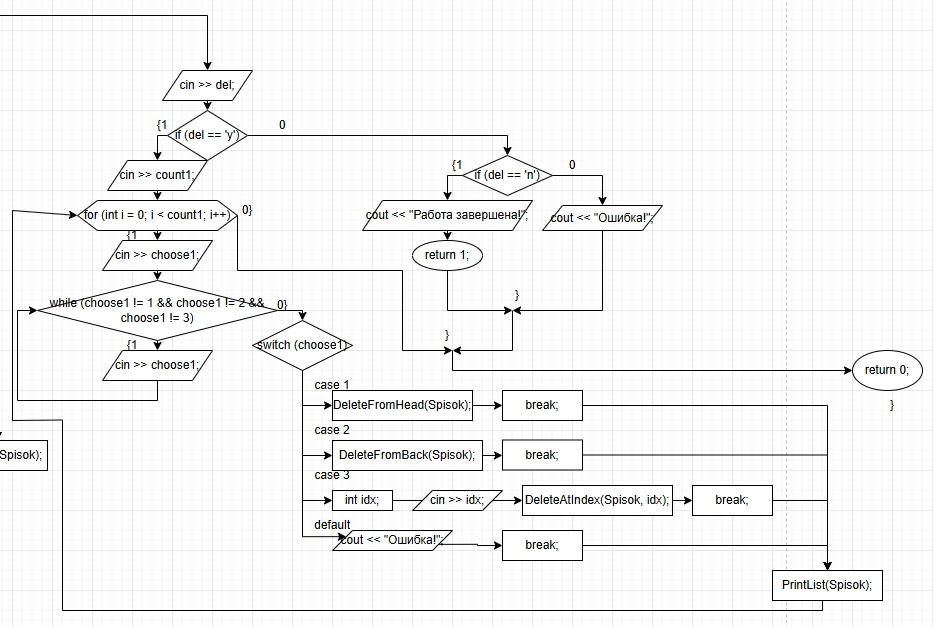 cin >> del;
{1
if (del == 'y')
0
cin >> count1;
{1
if (del == 'n')
0
for (int i = 0; i < count1; i++)
0}
cout << "Работа завершена!";
cout << "Ошибка!";
{1
cin >> choose1;
return 1;
while (choose1 != 1 && choose1 != 2 &&
choose1 != 3)
0}
}
{1
cin >> choose1;
switch (choose1)
}
return 0;
}
case 1
DeleteFromHead(Spisok);
break;
case 2
Spisok);
DeleteFromBack(Spisok);
break;
case 3
int idx;
cin >> idx;
DeleteAtIndex(Spisok, idx);
break;
default
cout << "Ошибка!";
break;
PrintList(Spisok);